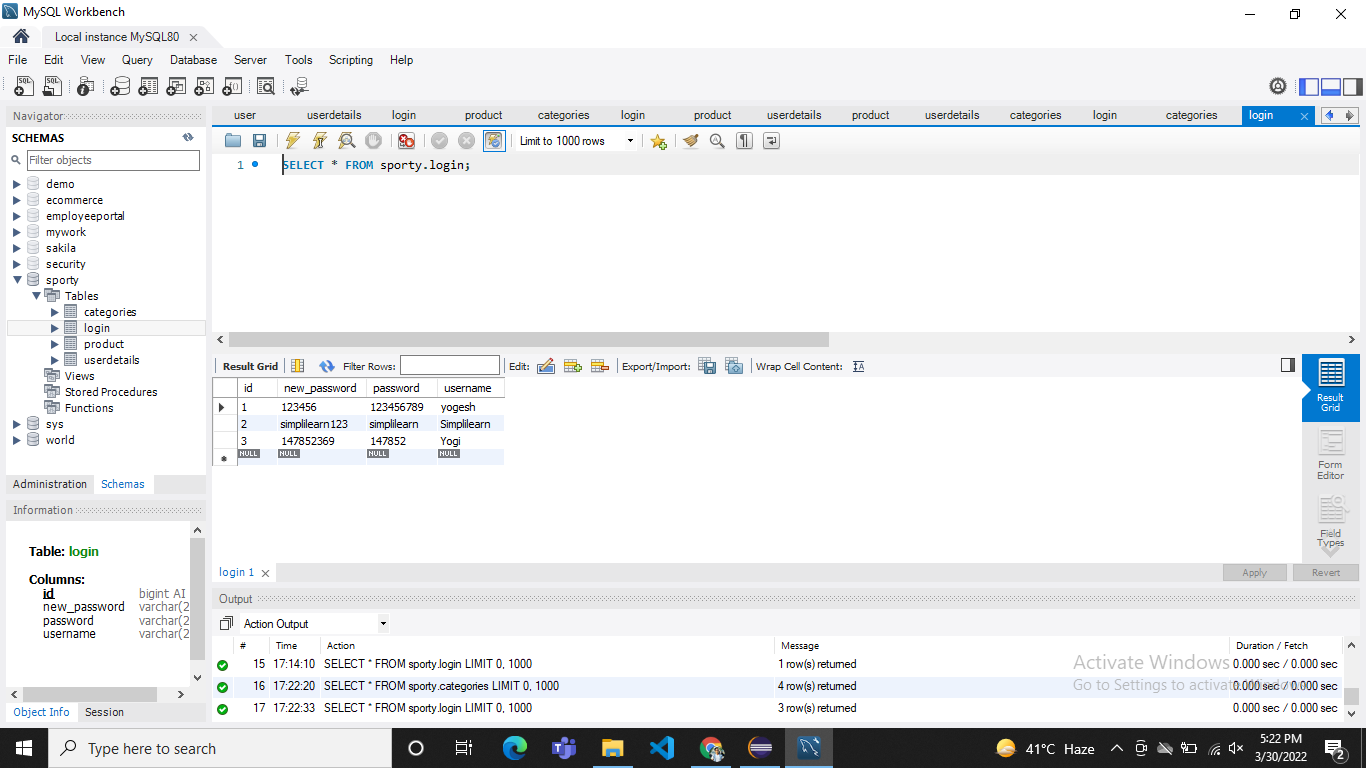 MySQL Workbench
Local instance MySQL80
File Edit View Query Database Server Tools Scripting Help
Navigator
SCHEMAS
Filter objects
demo
ecommerce
employeeportal
mywork
sakila
security
sporty
Tables
categories
login
product
userdetails
Views
Stored Procedures
Functions
sys
world
Administration Schemas
Information
Table: login
Columns:
id bigint AI
new_password varchar(2
password varchar(2
username varchar(2
Object Info Session
user userdetails login product categories login product userdetails product userdetails categories login categories login
Limit to 1000 rows
1 SELECT * FROM sporty.login;
Result Grid Filter Rows: Edit: Export/Import: Wrap Cell Content:
id new_password password username
1 123456 123456789 yogesh
2 simplilearn123 simplilearn Simplilearn
3 147852369 147852 Yogi
NULL NULL NULL NULL
Result Grid
Form Editor
Field Types
login 1
Apply Revert
Output
Action Output
# Time Action Message Duration / Fetch
15 17:14:10 SELECT * FROM sporty.login LIMIT 0, 1000 1 row(s) returned 0.000 sec / 0.000 sec
16 17:22:20 SELECT * FROM sporty.categories LIMIT 0, 1000 4 row(s) returned 0.000 sec / 0.000 sec
17 17:22:33 SELECT * FROM sporty.login LIMIT 0, 1000 3 row(s) returned 0.000 sec / 0.000 sec
Activate Windows
Go to Settings to activate Windows.
Type here to search
41°C Haze
5:22 PM
3/30/2022
2